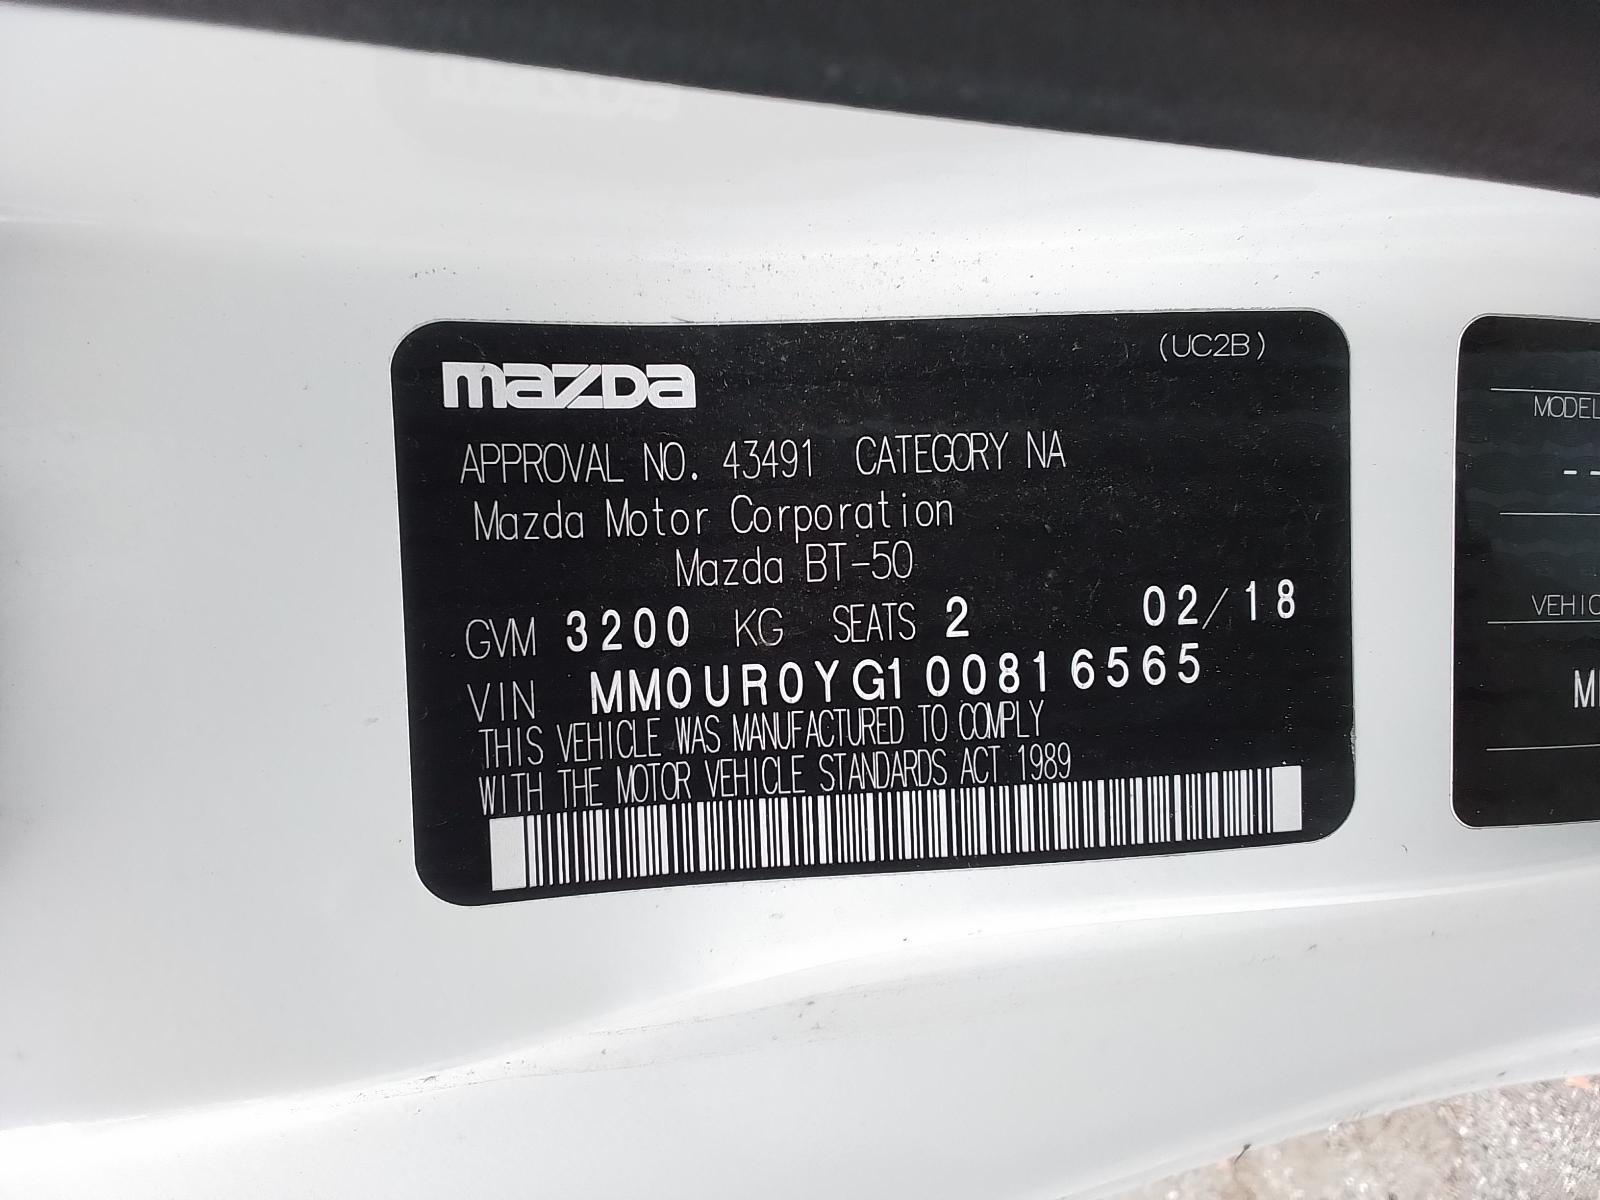 mazda
(UC2B)
APPROVAL NO. 43491 CATEGORY NA
Mazda Motor Corporation
Mazda BT-50
GVM 3200 KG SEATS 2 02/18
VIN MM0UR0YG100816565
THIS VEHICLE WAS MANUFACTURED TO COMPLY
WITH THE MOTOR VEHICLE STANDARDS ACT 1989
MODEL